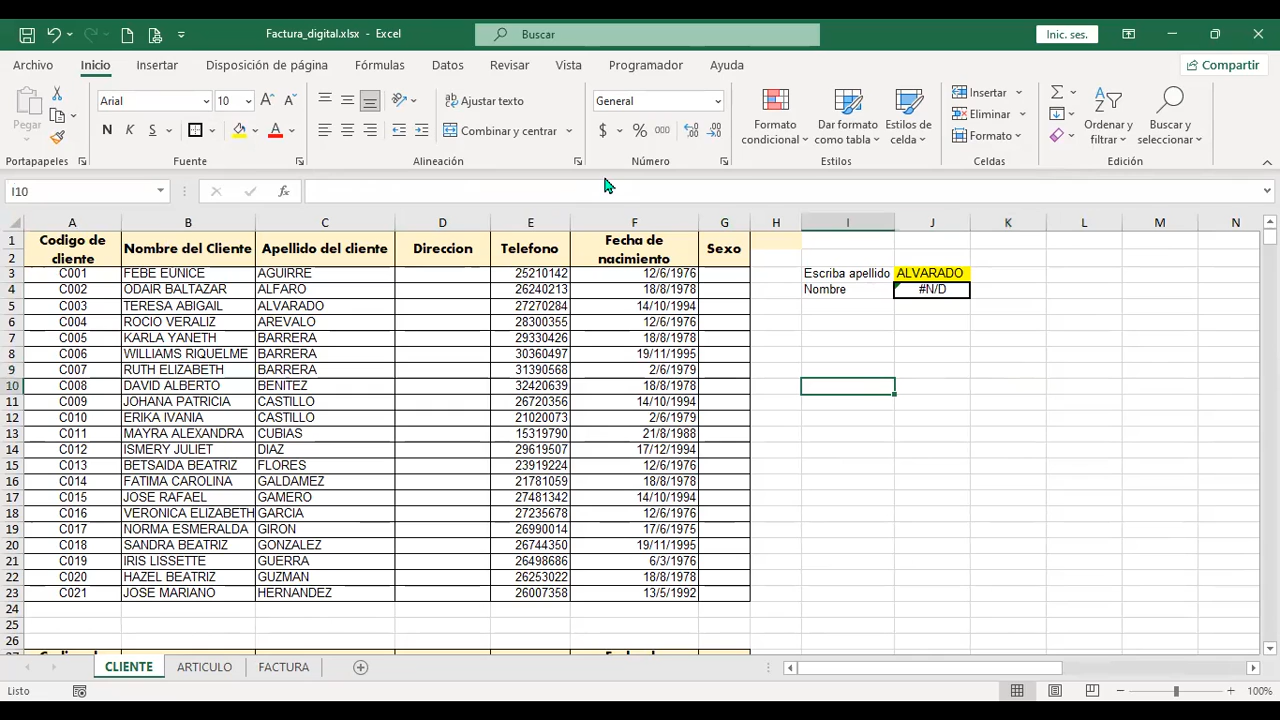 Factura_digital.xlsx - Excel
Buscar
Inic. ses.
Archivo Inicio Insertar Disposición de página Fórmulas Datos Revisar Vista Programador Ayuda
Compartir
Pegar
Portapapeles
Arial 10
N K S
Fuente
Ajustar texto
Combinar y centrar
Alineación
General
$ % 000
Número
Formato condicional
Dar formato como tabla
Estilos de celda
Estilos
Insertar
Eliminar
Formato
Celdas
Ordenar y filtrar
Buscar y seleccionar
Edición
I10
fx
A B C D E F G H I J K L M N
1
2
Codigo de cliente Nombre del Cliente Apellido del cliente Direccion Telefono Fecha de nacimiento Sexo
3 C001 FEBE EUNICE AGUIRRE 25210142 12/6/1976 Escriba apellido ALVARADO
4 C002 ODAIR BALTAZAR ALFARO 26240213 18/8/1978 Nombre #N/D
5 C003 TERESA ABIGAIL ALVARADO 27270284 14/10/1994
6 C004 ROCIO VERALIZ AREVALO 28300355 12/6/1976
7 C005 KARLA YANETH BARRERA 29330426 18/8/1978
8 C006 WILLIAMS RIQUELME BARRERA 30360497 19/11/1995
9 C007 RUTH ELIZABETH BARRERA 31390568 2/6/1979
10 C008 DAVID ALBERTO BENITEZ 32420639 18/8/1978
11 C009 JOHANA PATRICIA CASTILLO 26720356 14/10/1994
12 C010 ERIKA IVANIA CASTILLO 21020073 2/6/1979
13 C011 MAYRA ALEXANDRA CUBIAS 15319790 21/8/1988
14 C012 ISMERY JULIET DIAZ 29619507 17/12/1994
15 C013 BETSAIDA BEATRIZ FLORES 23919224 12/6/1976
16 C014 FATIMA CAROLINA GALDAMEZ 21781059 18/8/1978
17 C015 JOSE RAFAEL GAMERO 27481342 14/10/1994
18 C016 VERONICA ELIZABETH GARCIA 27235678 12/6/1976
19 C017 NORMA ESMERALDA GIRON 26990014 17/6/1975
20 C018 SANDRA BEATRIZ GONZALEZ 26744350 19/11/1995
21 C019 IRIS LISSETTE GUERRA 26498686 6/3/1976
22 C020 HAZEL BEATRIZ GUZMAN 26253022 18/8/1978
23 C021 JOSE MARIANO HERNANDEZ 26007358 13/5/1992
24
25
26
CLIENTE ARTICULO FACTURA
Listo
100%